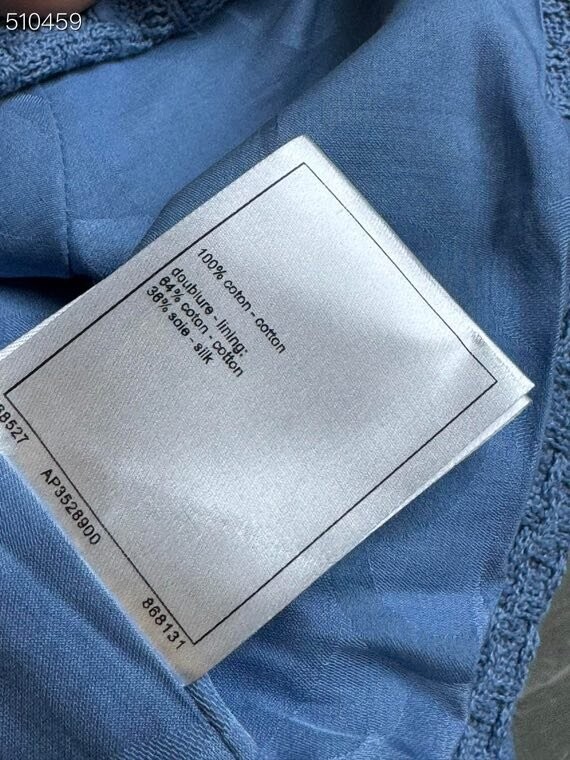 510459
100% coton - cotton
doublure - lining:
64% coton - cotton
36% soie - silk
AP3528900
868131